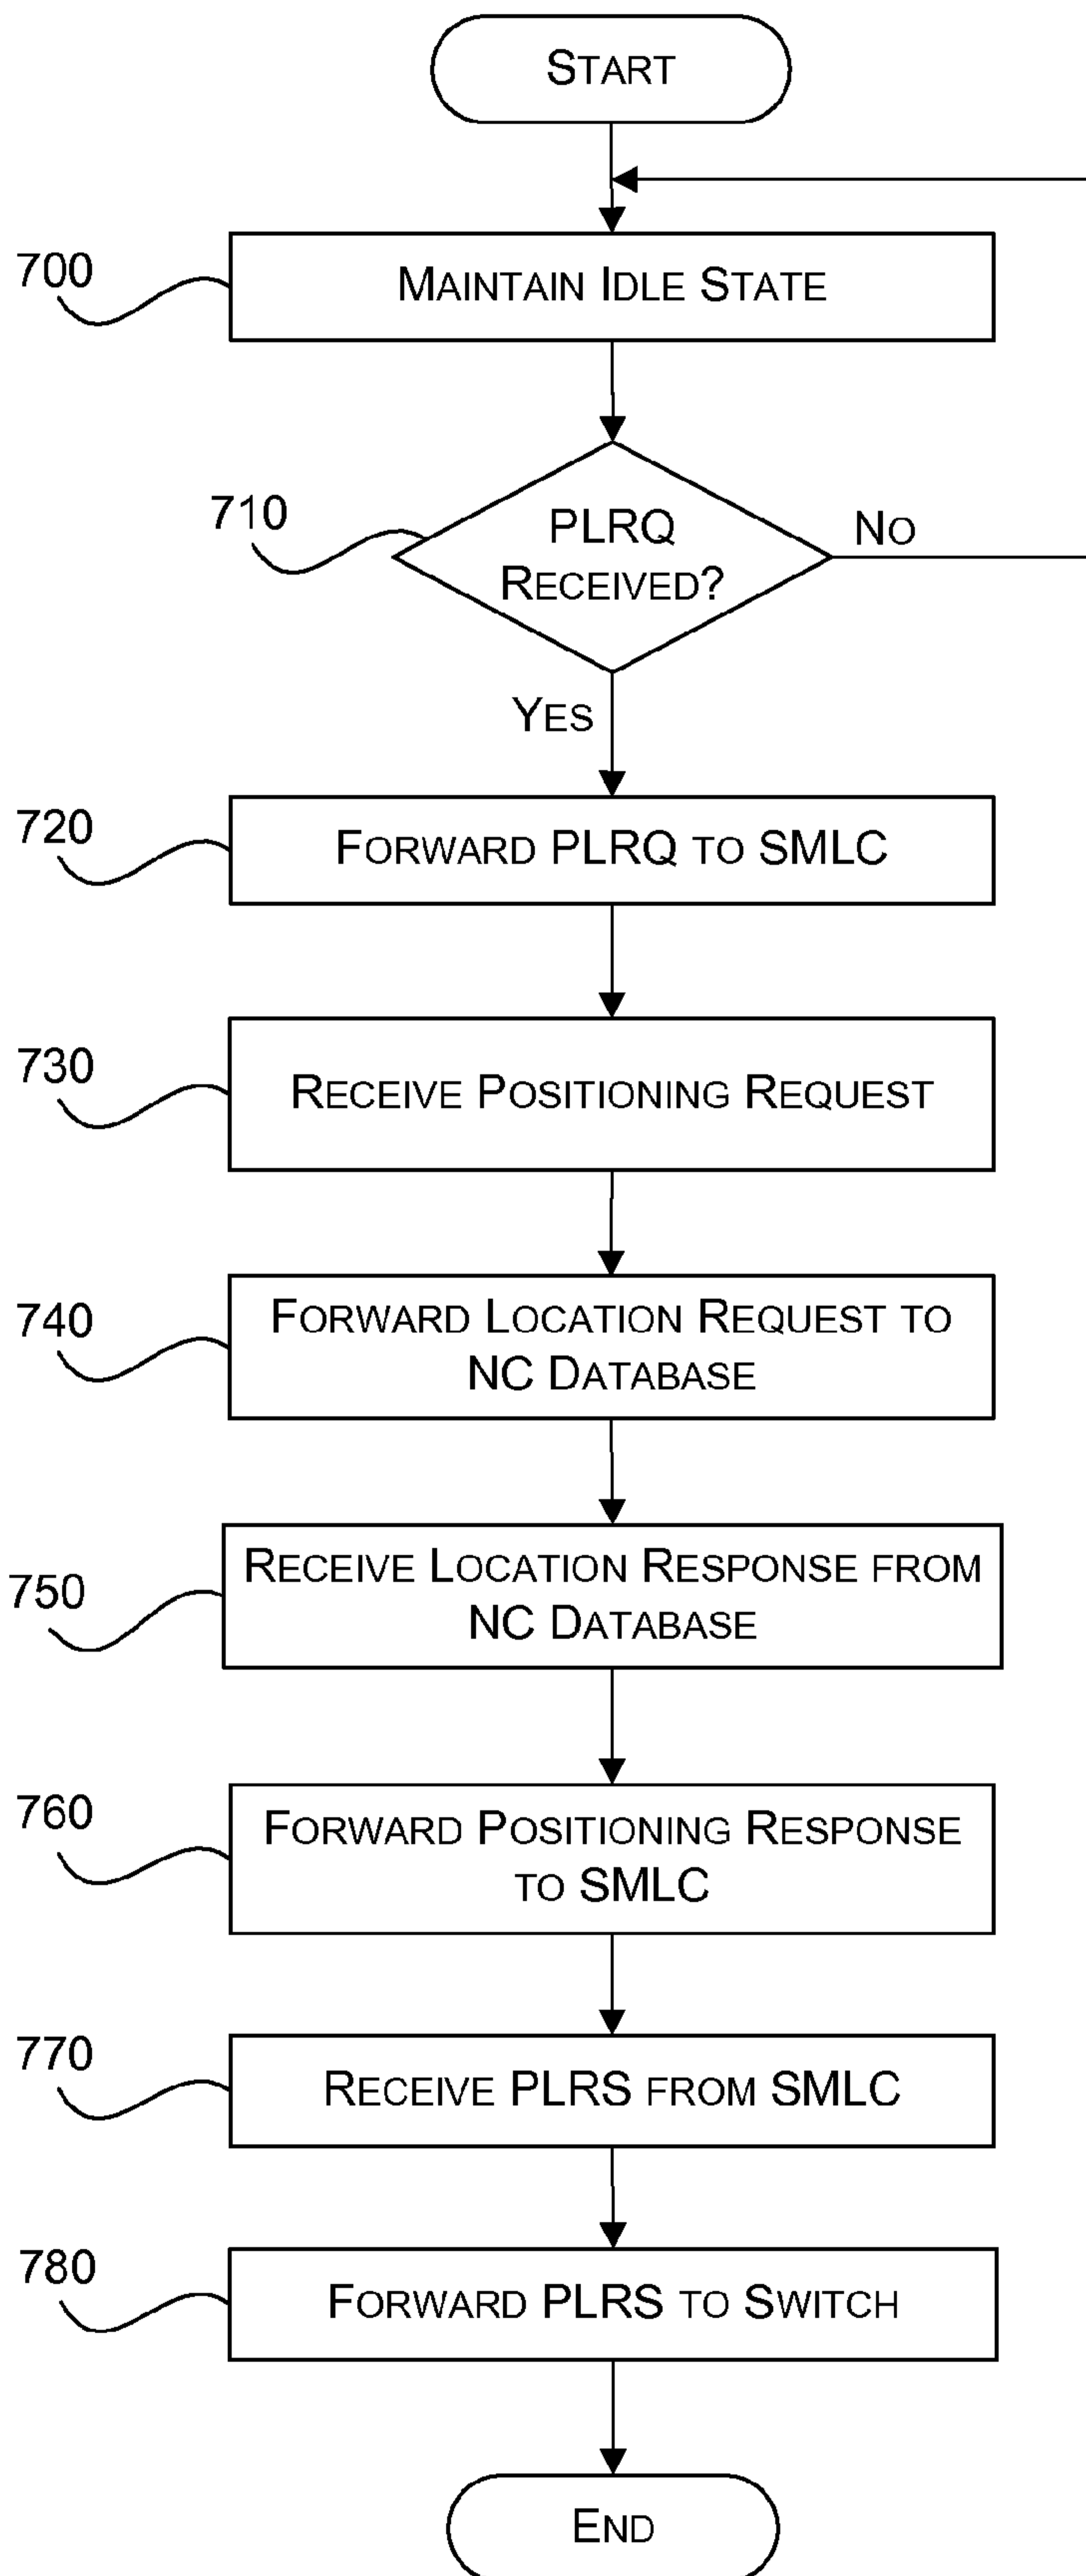 START
700
MAINTAIN IDLE STATE
710
PLRQ
RECEIVED?
NO
YES
720
FORWARD PLRQ TO SMLC
730
RECEIVE POSITIONING REQUEST
740
FORWARD LOCATION REQUEST TO
NC DATABASE
750
RECEIVE LOCATION RESPONSE FROM
NC DATABASE
760
FORWARD POSITIONING RESPONSE
TO SMLC
770
RECEIVE PLRS FROM SMLC
780
FORWARD PLRS TO SWITCH
END